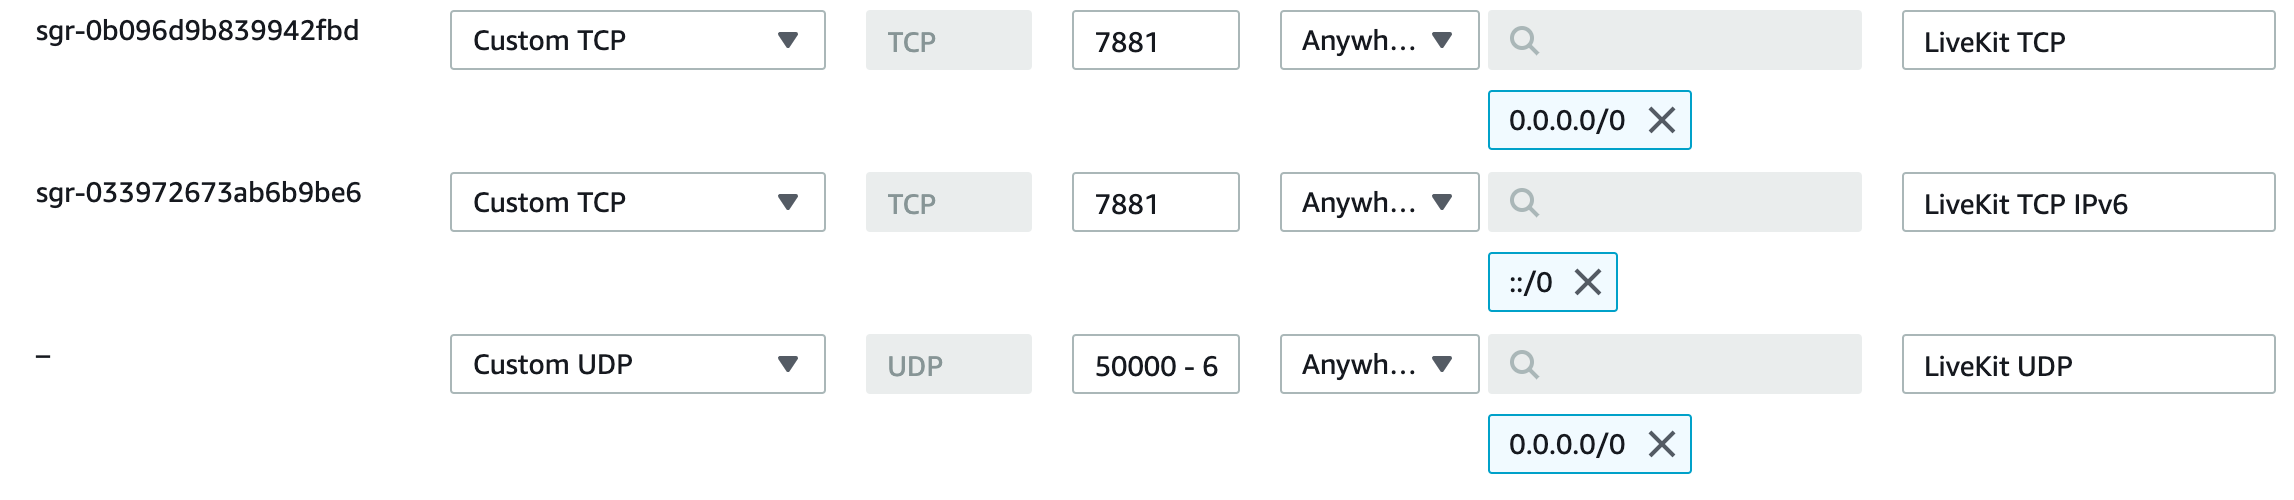 sgr-0b096d9b839942fbd Custom TCP TCP 7881 Anywh... LiveKit TCP
0.0.0.0/0
sgr-033972673ab6b9be6 Custom TCP TCP 7881 Anywh... LiveKit TCP IPv6
::/0
– Custom UDP UDP 50000 - 6 Anywh... LiveKit UDP
0.0.0.0/0